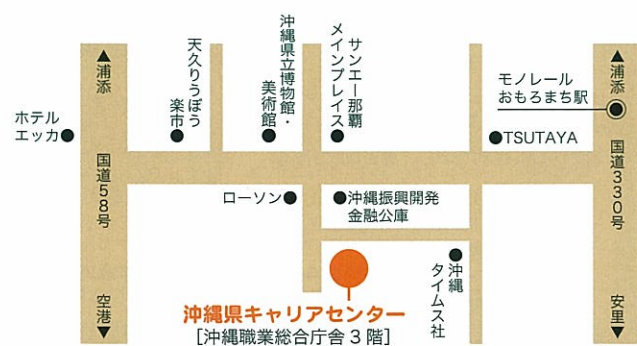 ▲浦添
国道58号
空港▼
ホテル
エッカ
天久りうぼう
楽市
沖縄県立博物館・
美術館
サンエー那覇
メインプレイス
モノレール
おもろまち駅
TSUTAYA
▲浦添
国道330号
安里▼
ローソン
沖縄振興開発
金融公庫
沖縄
タイムス社
沖縄県キャリアセンター
[沖縄職業総合庁舎3階]